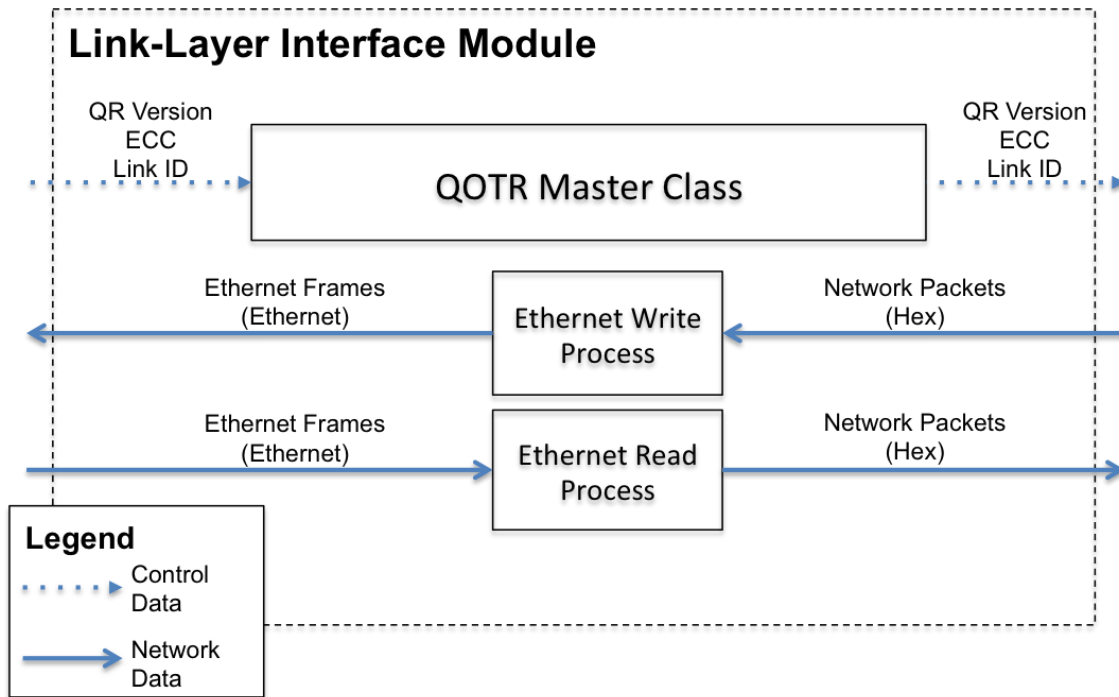 Link-Layer Interface Module
QR Version
ECC
Link ID
QOTR Master Class
QR Version
ECC
Link ID
Ethernet Frames
(Ethernet)
Ethernet Write
Process
Network Packets
(Hex)
Ethernet Frames
(Ethernet)
Ethernet Read
Process
Network Packets
(Hex)
Legend
Control
Data
Network
Data